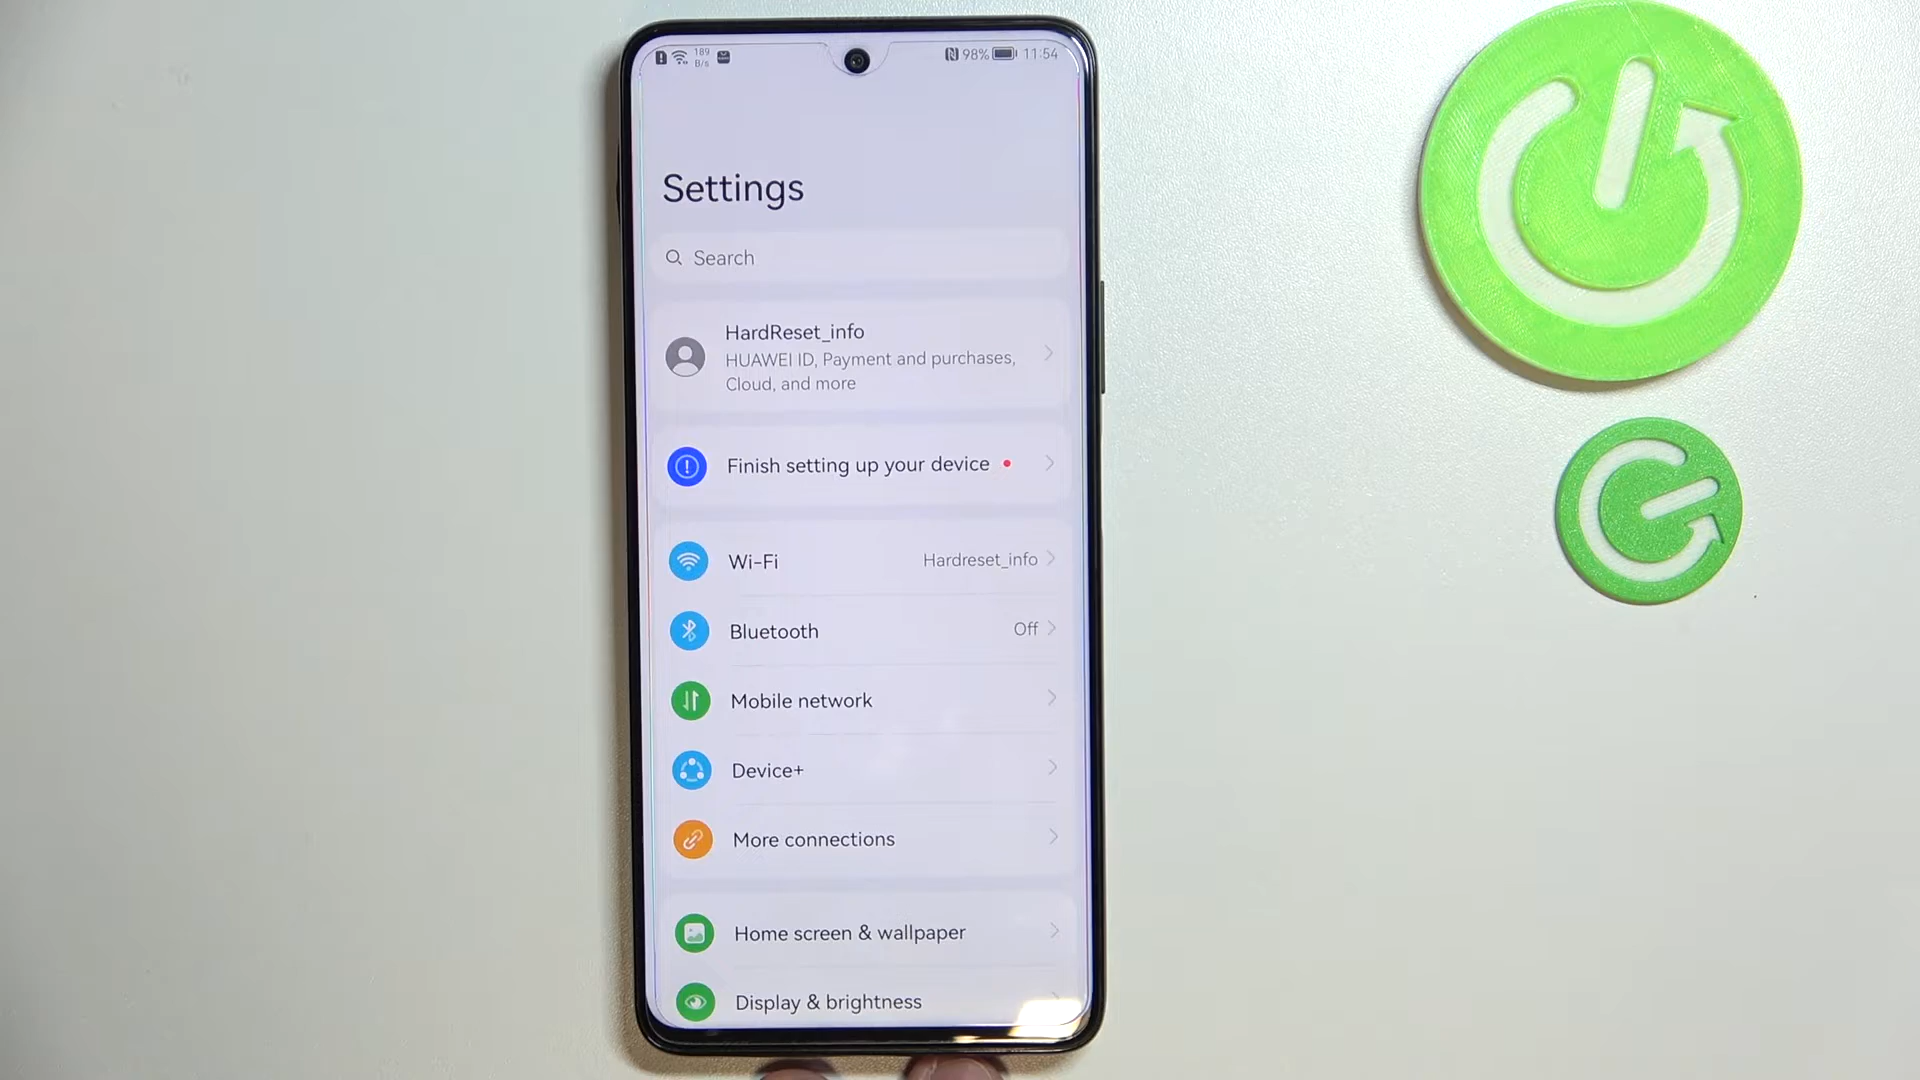 189
B/s
98%
11:54
Settings
Search
HardReset_info
HUAWEI ID, Payment and purchases,
Cloud, and more
Finish setting up your device
Wi-Fi
Hardreset_info
Bluetooth
Off
Mobile network
Device+
More connections
Home screen & wallpaper
Display & brightness